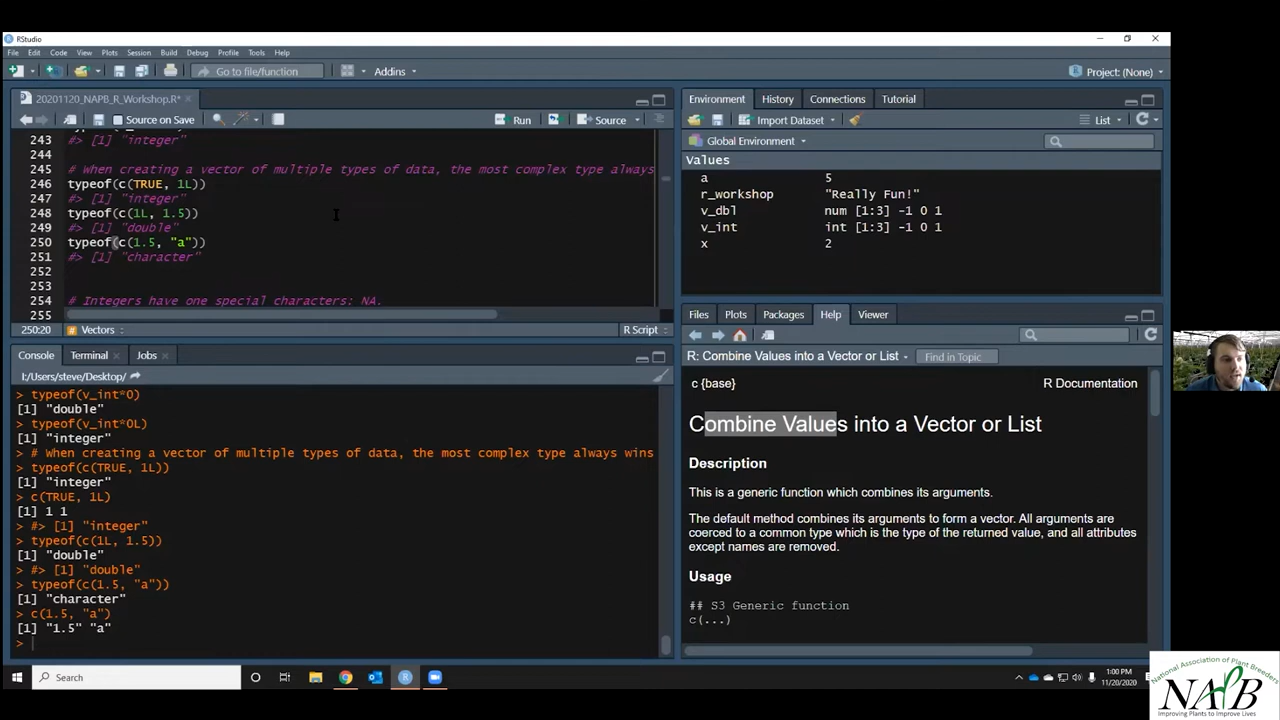 RStudio
File Edit Code View Plots Session Build Debug Profile Tools Help
Go to file/function Addins Project: (None)
20201120_NAPB_R_Workshop.R*
Source on Save Run Source
243 #> [1] "integer"
244
245 # When creating a vector of multiple types of data, the most complex type always
246 typeof(c(TRUE, 1L))
247 #> [1] "integer"
248 typeof(c(1L, 1.5))
249 #> [1] "double"
250 typeof(c(1.5, "a"))
251 #> [1] "character"
252
253
254 # Integers have one special characters: NA.
255
250:20 # Vectors R Script
Console Terminal Jobs
I:/Users/steve/Desktop/
> typeof(v_int*0)
[1] "double"
> typeof(v_int*0L)
[1] "integer"
> # When creating a vector of multiple types of data, the most complex type always wins
> typeof(c(TRUE, 1L))
[1] "integer"
> c(TRUE, 1L)
[1] 1 1
> #> [1] "integer"
> typeof(c(1L, 1.5))
[1] "double"
> #> [1] "double"
> typeof(c(1.5, "a"))
[1] "character"
> c(1.5, "a")
[1] "1.5" "a"
>
Environment History Connections Tutorial
Import Dataset List
Global Environment
Values
a 5
r_workshop "Really Fun!"
v_dbl num [1:3] -1 0 1
v_int int [1:3] -1 0 1
x 2
Files Plots Packages Help Viewer
R: Combine Values into a Vector or List Find in Topic
c {base} R Documentation
Combine Values into a Vector or List
Description
This is a generic function which combines its arguments.
The default method combines its arguments to form a vector. All arguments are
coerced to a common type which is the type of the returned value, and all attributes
except names are removed.
Usage
## S3 Generic function
c(...)
Search
1:00 PM
11/20/2020
National Association of Plant Breeders
NAPB
Improving Plants to Improve Lives